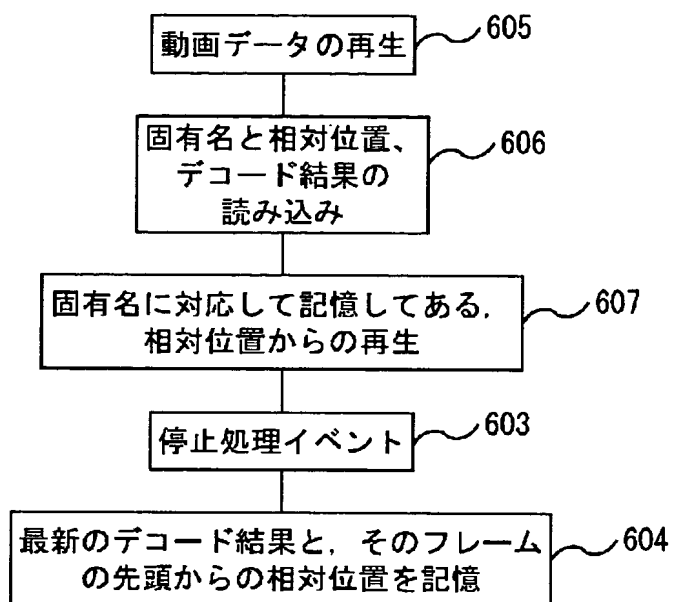 動画データの再生
605
固有名と相対位置、
デコード結果の
読み込み
606
固有名に対応して記憶してある,
相対位置からの再生
607
停止処理イベント
603
最新のデコード結果と, そのフレーム
の先頭からの相対位置を記憶
604